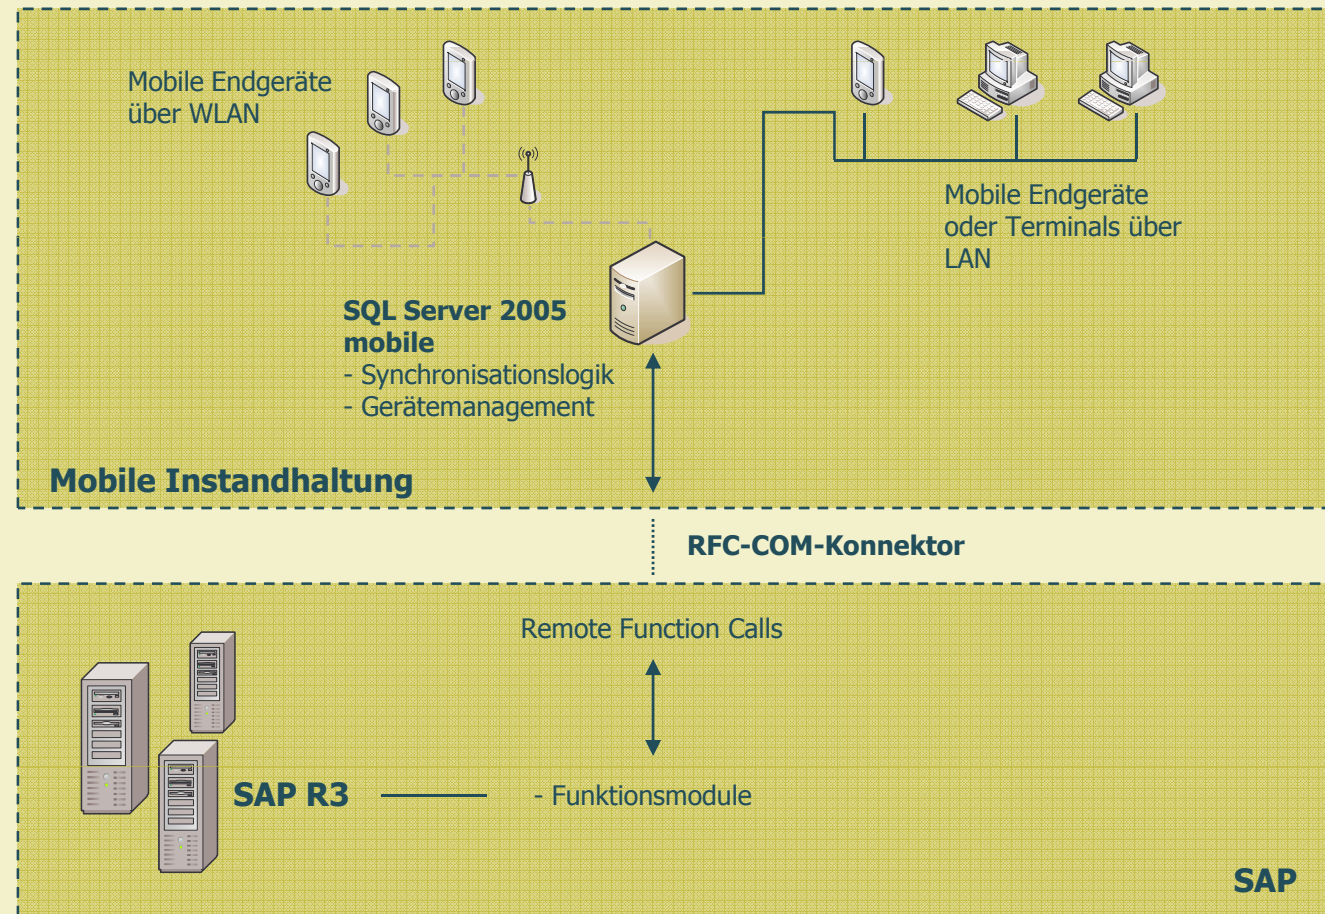 Mobile Endgeräte
über WLAN
Mobile Endgeräte
oder Terminals über
LAN
SQL Server 2005
mobile
- Synchronisationslogik
- Gerätemanagement
Mobile Instandhaltung
RFC-COM-Konnektor
Remote Function Calls
SAP R3
- Funktionsmodule
SAP